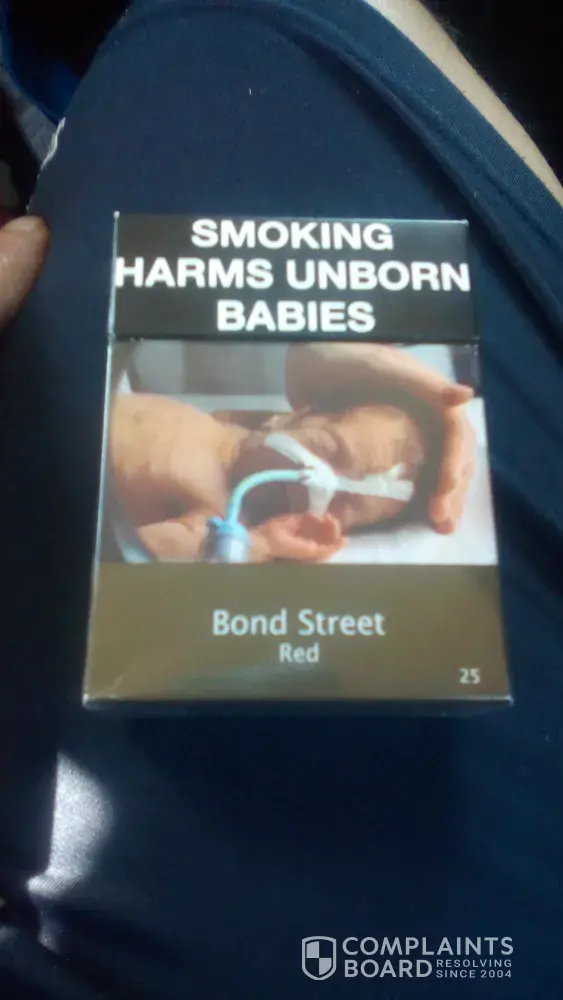 SMOKING
HARMS UNBORN
BABIES
Bond Street
Red
25
COMPLAINTS
BOARD RESOLVING
SINCE 2004